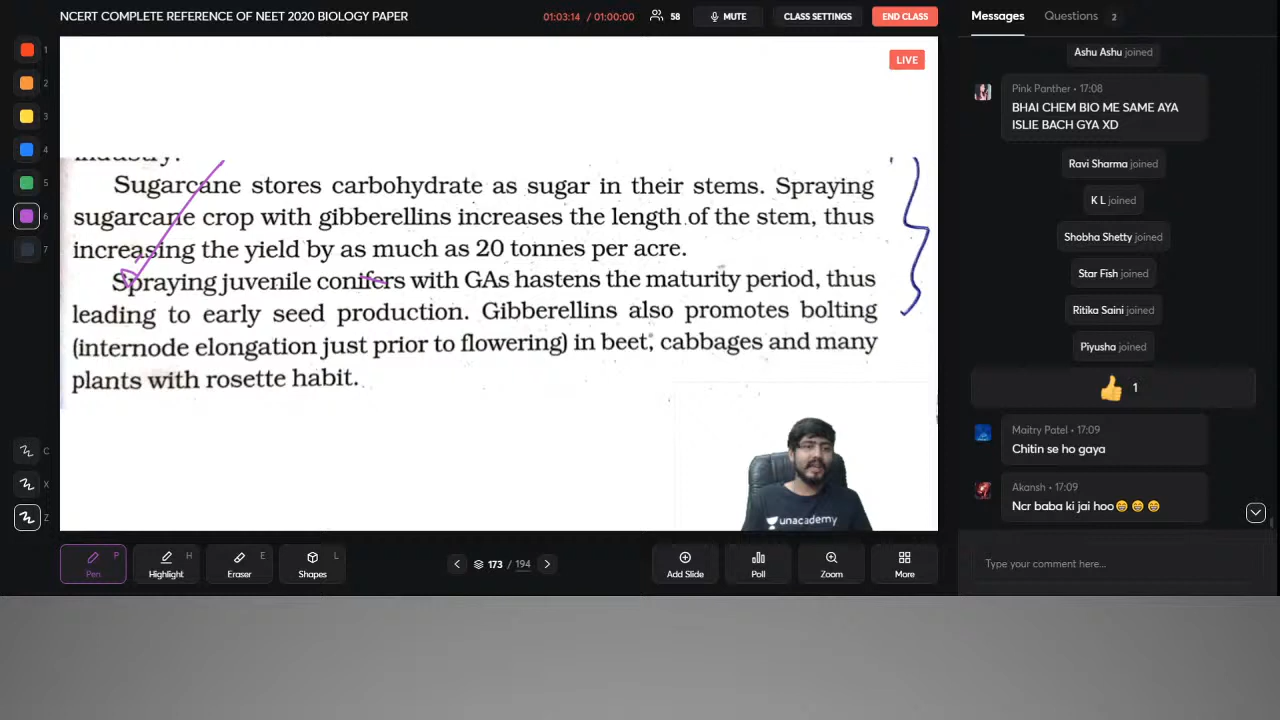 NCERT COMPLETE REFERENCE OF NEET 2020 BIOLOGY PAPER
01:03:14 / 01:00:00
58
MUTE
CLASS SETTINGS
END CLASS
Messages
Questions 2
LIVE
1
2
3
4
5
6
7
C
X
Z
industry.
Sugarcane stores carbohydrate as sugar in their stems. Spraying
sugarcane crop with gibberellins increases the length of the stem, thus
increasing the yield by as much as 20 tonnes per acre.
Spraying juvenile conifers with GAs hastens the maturity period, thus
leading to early seed production. Gibberellins also promotes bolting
(internode elongation just prior to flowering) in beet, cabbages and many
plants with rosette habit.
unacademy
Pen P
Highlight H
Eraser E
Shapes L
173 / 194
Add Slide
Poll
Zoom
More
Ashu Ashu joined
Pink Panther • 17:08
BHAI CHEM BIO ME SAME AYA
ISLIE BACH GYA XD
Ravi Sharma joined
K L joined
Shobha Shetty joined
Star Fish joined
Ritika Saini joined
Piyusha joined
👍 1
Maitry Patel • 17:09
Chitin se ho gaya
Akansh • 17:09
Ncr baba ki jai hoo😄😄😄
Type your comment here...